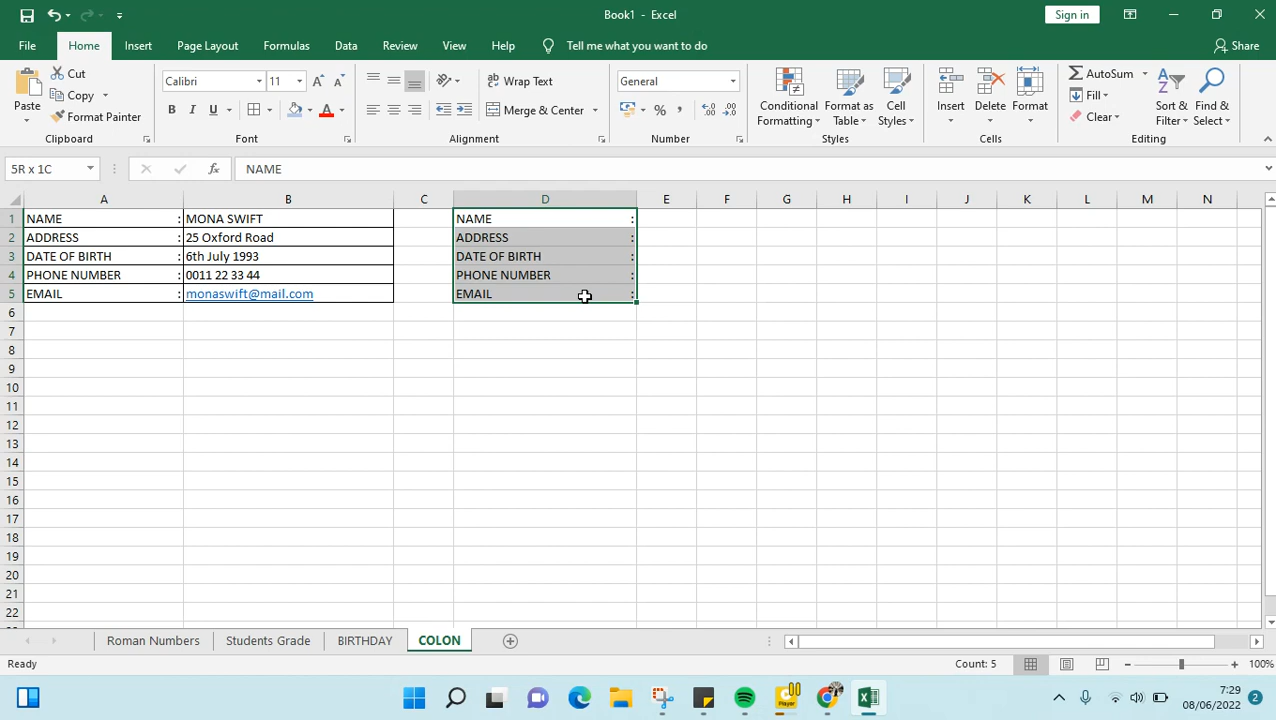 Book1 - Excel
Sign in
File Home Insert Page Layout Formulas Data Review View Help Tell me what you want to do Share
Paste
Cut
Copy
Format Painter
Clipboard
Calibri 11
B I U
Font
Wrap Text
Merge & Center
Alignment
General
Number
Conditional Formatting
Format as Table
Cell Styles
Styles
Insert
Delete
Format
Cells
AutoSum
Fill
Clear
Sort & Filter
Find & Select
Editing
5R x 1C fx NAME
A B C D E F G H I J K L M N
1 NAME : MONA SWIFT NAME :
2 ADDRESS : 25 Oxford Road ADDRESS :
3 DATE OF BIRTH : 6th July 1993 DATE OF BIRTH :
4 PHONE NUMBER : 0011 22 33 44 PHONE NUMBER :
5 EMAIL : monaswift@mail.com EMAIL :
6
7
8
9
10
11
12
13
14
15
16
17
18
19
20
21
22
Roman Numbers Students Grade BIRTHDAY COLON
Ready Count: 5 100%
Player
7:29
08/06/2022
2